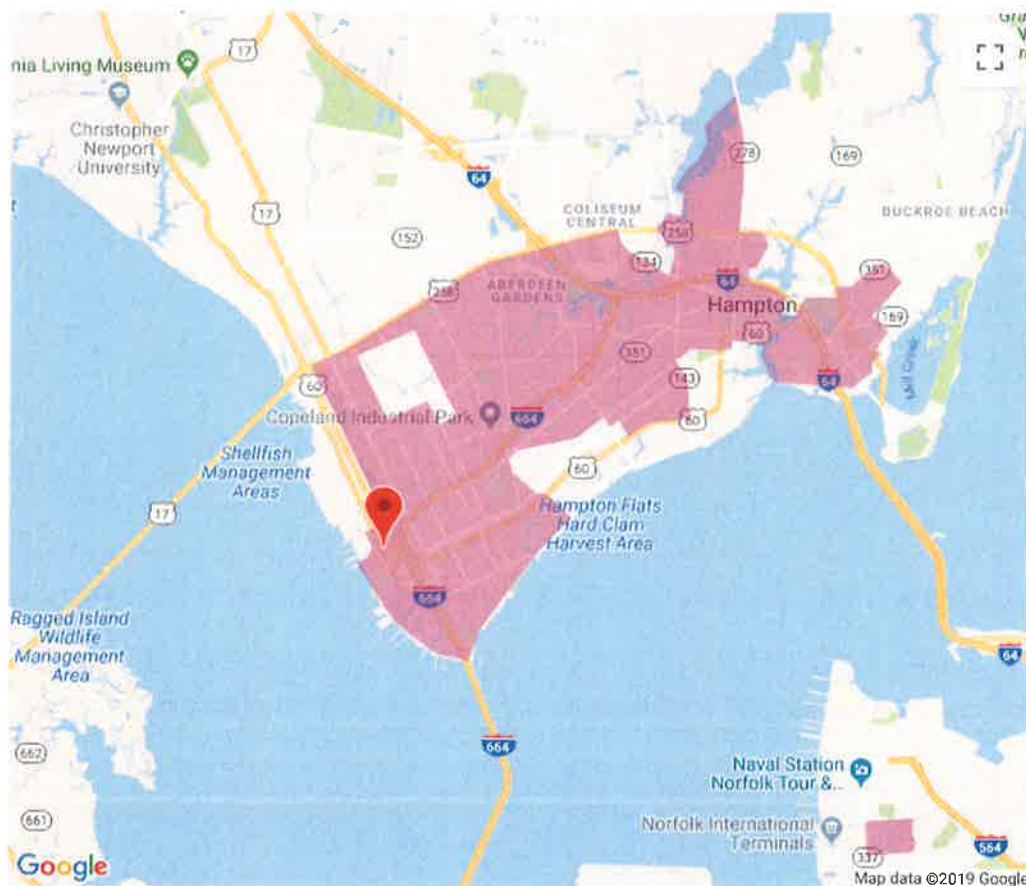 17
nia Living Museum
Christopher
Newport
University
64
278
169
17
COLISEUM
CENTRAL
BUCKROE BEACH
152
258
134
351
ABERDEEN
GARDENS
64
258
Hampton
169
60
351
60
143
Copeland Industrial Park
664
64
Mill Creek
60
Shellfish
Management
Areas
60
17
Hampton Flats
Hard Clam
Harvest Area
664
Ragged Island
Wildlife
Management
Area
64
664
662
Naval Station
Norfolk Tour &..
661
Norfolk International
Terminals
564
337
Google
Map data ©2019 Google